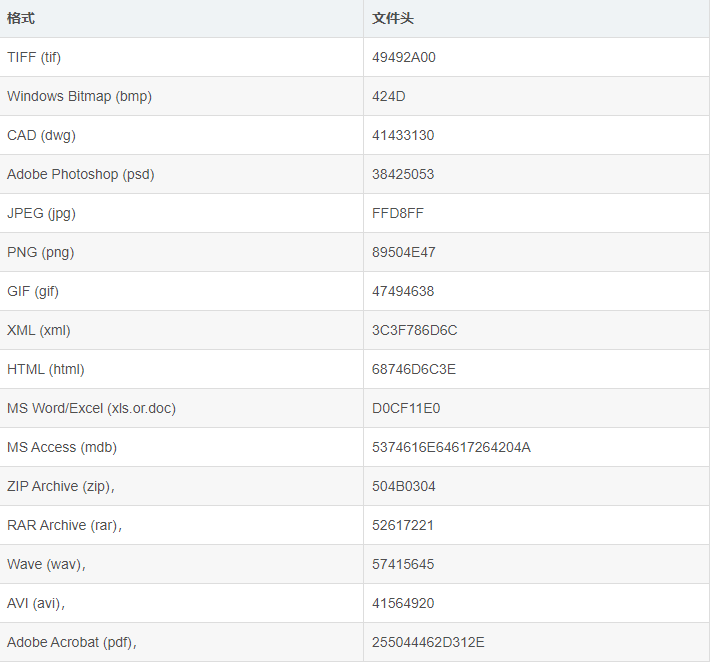 格式 文件头
TIFF (tif) 49492A00
Windows Bitmap (bmp) 424D
CAD (dwg) 41433130
Adobe Photoshop (psd) 38425053
JPEG (jpg) FFD8FF
PNG (png) 89504E47
GIF (gif) 47494638
XML (xml) 3C3F786D6C
HTML (html) 68746D6C3E
MS Word/Excel (xls.or.doc) D0CF11E0
MS Access (mdb) 5374616E64617264204A
ZIP Archive (zip)， 504B0304
RAR Archive (rar)， 52617221
Wave (wav)， 57415645
AVI (avi)， 41564920
Adobe Acrobat (pdf)， 255044462D312E